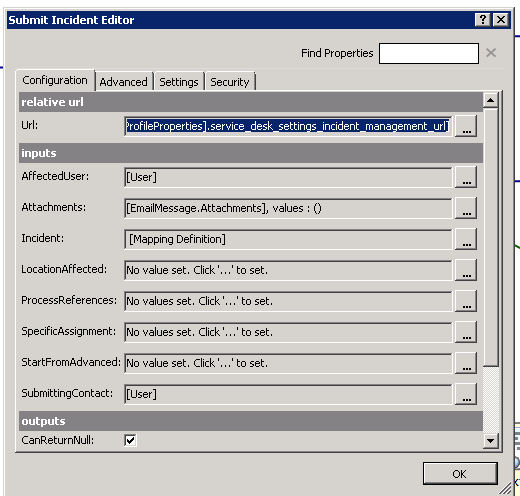 Submit Incident Editor
Find Properties
Configuration Advanced Settings Security
relative url
Url: ProfileProperties].service_desk_settings_incident_management_url]
...
inputs
AffectedUser: [User] ...
Attachments: [EmailMessage.Attachments], values : () ...
Incident: [Mapping Definition] ...
LocationAffected: No value set. Click '...' to set. ...
ProcessReferences: No values set. Click '...' to set. ...
SpecificAssignment: No values set. Click '...' to set. ...
StartFromAdvanced: No value set. Click '...' to set. ...
SubmittingContact: [User] ...
outputs
CanReturnNull:
OK